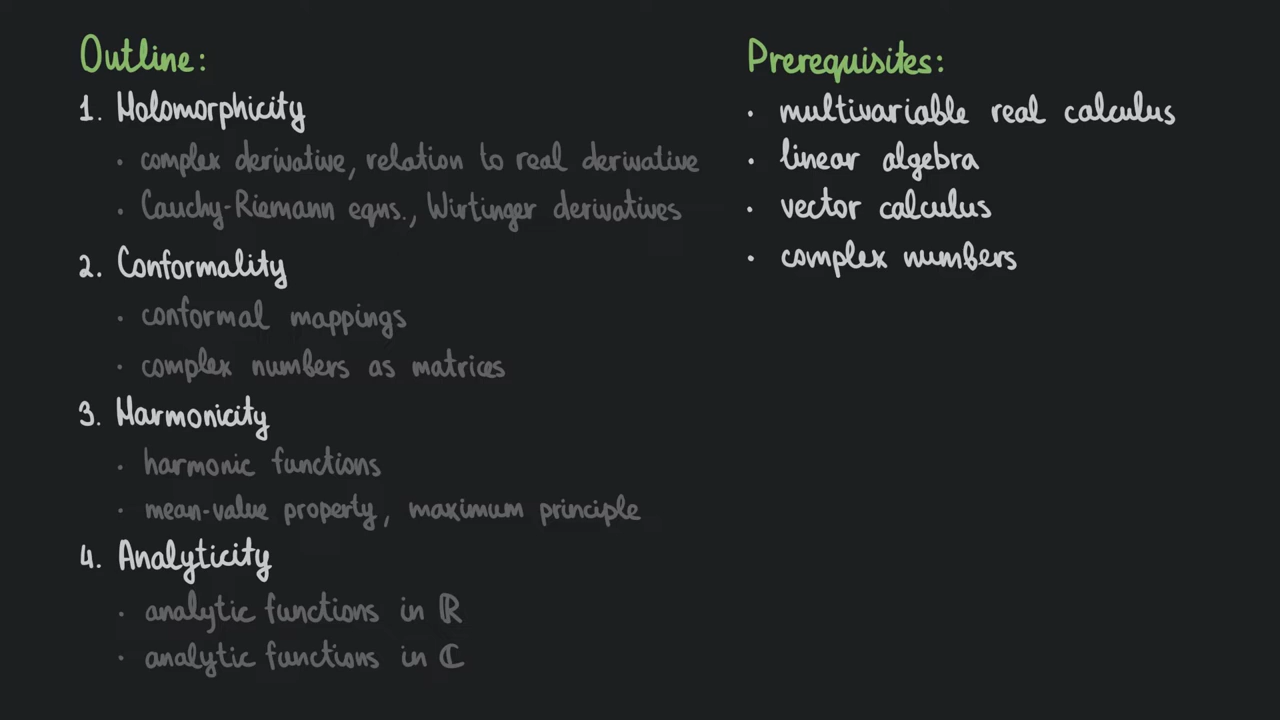 Outline:
1. Holomorphicity
• complex derivative, relation to real derivative
• Cauchy-Riemann eqns., Wirtinger derivatives
2. Conformality
• conformal mappings
• complex numbers as matrices
3. Harmonicity
• harmonic functions
• mean-value property, maximum principle
4. Analyticity
• analytic functions in ℝ
• analytic functions in ℂ
Prerequisites:
• multivariable real calculus
• linear algebra
• vector calculus
• complex numbers